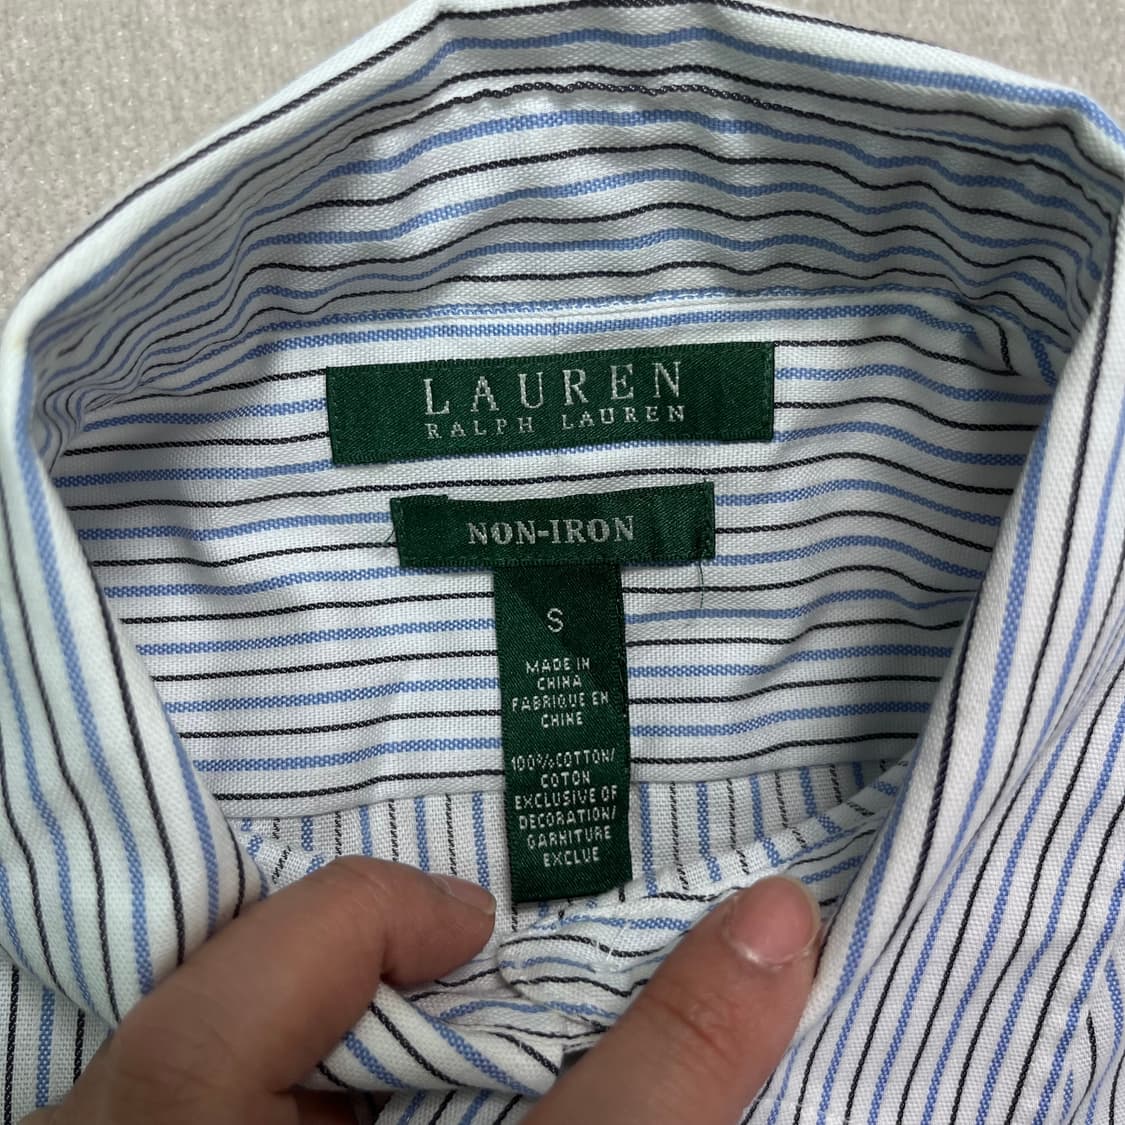 LAUREN
RALPH LAUREN
NON-IRON
S
MADE IN
CHINA
FABRIQUE EN
CHINE
100%COTTON/
COTON
EXCLUSIVE OF
DECORATION/
GARNITURE
EXCLUE